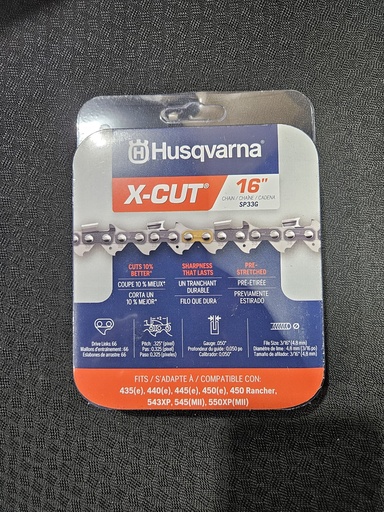 Husqvarna
X-CUT®
16"
CHAIN / CHAÎNE / CADENA
SP33G
CUTS 10%
BETTER*
COUPE 10 % MIEUX*
CORTA UN
10 % MEJOR*
SHARPNESS
THAT LASTS
UN TRANCHANT
DURABLE
FILO QUE DURA
PRE-
STRETCHED
PRÉ-ÉTIRÉE
PREVIAMENTE
ESTIRADO
Drive Links: 66
Maillons d'entraînement : 66
Eslabones de arrastre: 66
Pitch: .325" (pixel)
Pas: 0.325 (pixel)
Paso: 0.325 (pixeles)
Gauge: .050"
Profondeur du guide : 0.050 po
Calibrador: 0.050"
File Size: 3/16" (4,8 mm)
Diamètre de lime : 4,8 mm (3/16 po)
Tamaño de afilador: 3/16" (4,8 mm)
FITS / S'ADAPTE À / COMPATIBLE CON:
435(e), 440(e), 445(e), 450(e), 450 Rancher,
543XP, 545(MII), 550XP(MII)